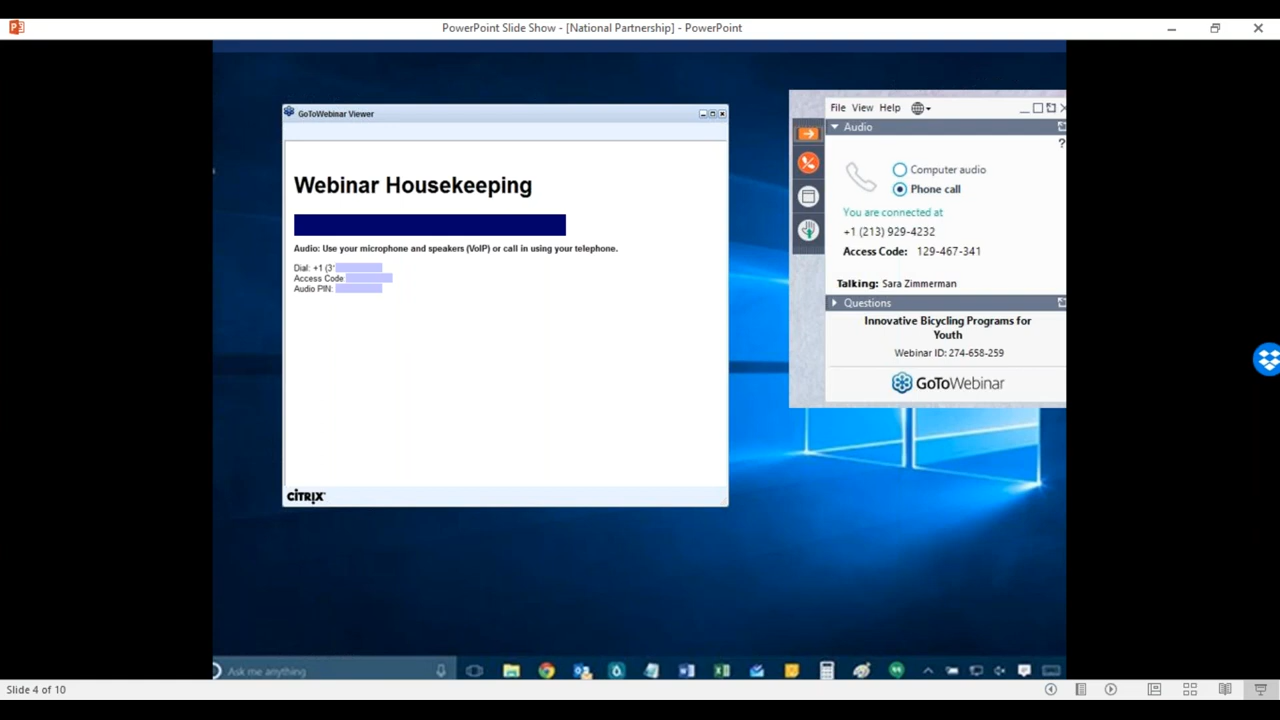 PowerPoint Slide Show - [National Partnership] - PowerPoint
GoToWebinar Viewer
Webinar Housekeeping
Audio: Use your microphone and speakers (VoIP) or call in using your telephone.
Dial: +1 (3
Access Code
Audio PIN:
CITRIX
File View Help
Audio
?
Computer audio
Phone call
You are connected at
+1 (213) 929-4232
Access Code: 129-467-341
Talking: Sara Zimmerman
Questions
Innovative Bicycling Programs for
Youth
Webinar ID: 274-658-259
GoToWebinar
Ask me anything
Slide 4 of 10